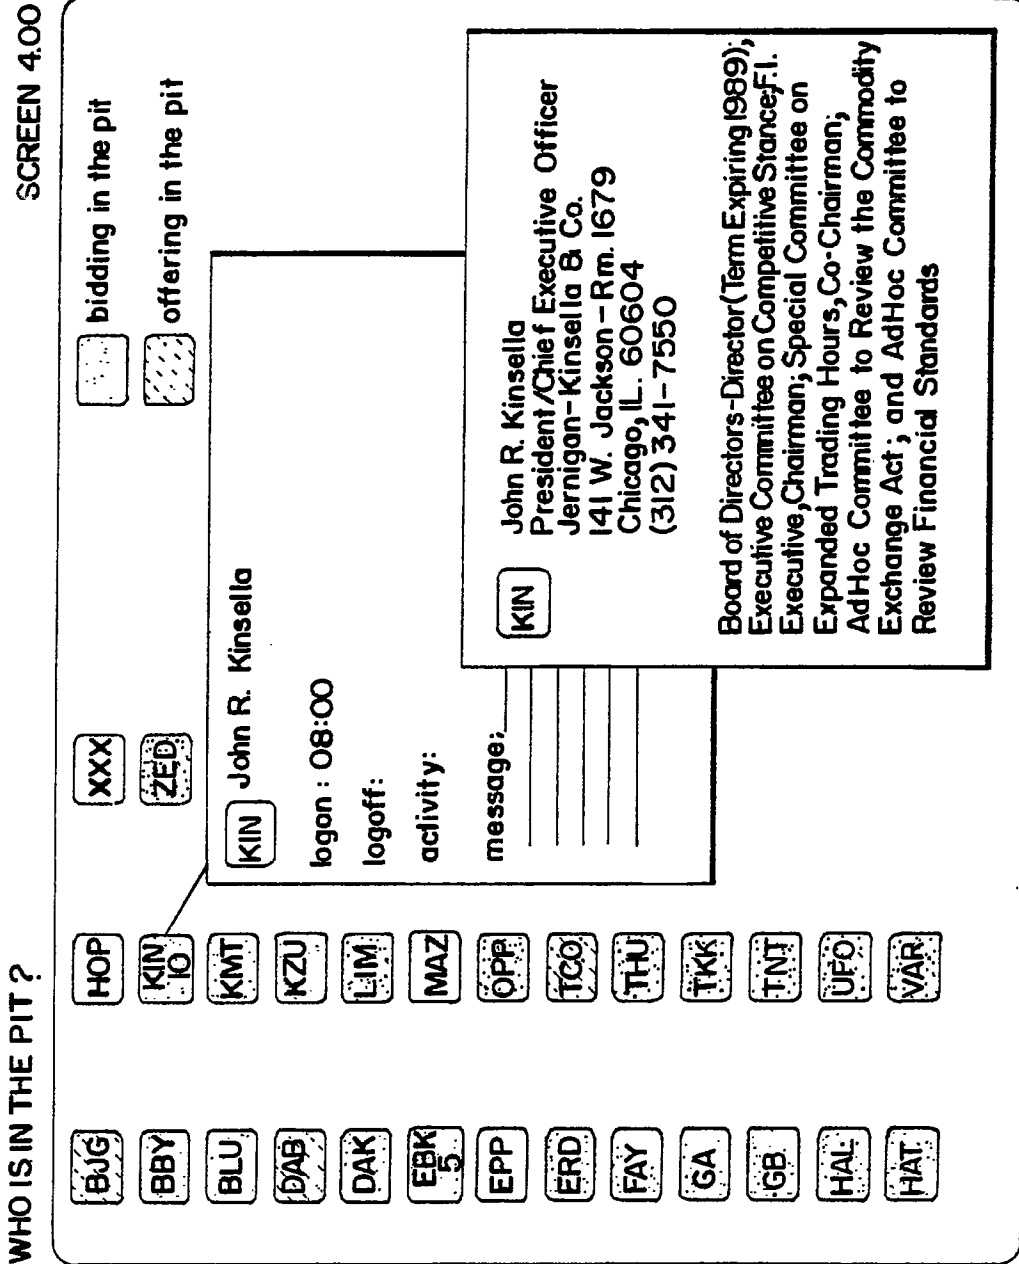 WHO IS IN THE PIT ?
SCREEN 4.00
BJG
BBY
BLU
DAB
DAK
EBK
5
EPP
ERD
FAY
GA
GB
HAL
HAT
HOP
KIN
10
KMT
KZU
LIM
MAZ
OPP
TCO
THU
TKK
TNT
UFO
VAR
XXX
ZED
bidding in the pit
offering in the pit
KIN John R. Kinsella
logon : 08:00
logoff:
activity:
message:
KIN
John R. Kinsella
President/Chief Executive Officer
Jernigan-Kinsella & Co.
141 W. Jackson-Rm. 1679
Chicago, IL. 60604
(312) 341-7550
Board of Directors-Director(Term Expiring 1989);
Executive Committee on Competitive Stance; F.I.
Executive, Chairman; Special Committee on
Expanded Trading Hours, Co-Chairman;
AdHoc Committee to Review the Commodity
Exchange Act; and AdHoc Committee to
Review Financial Standards